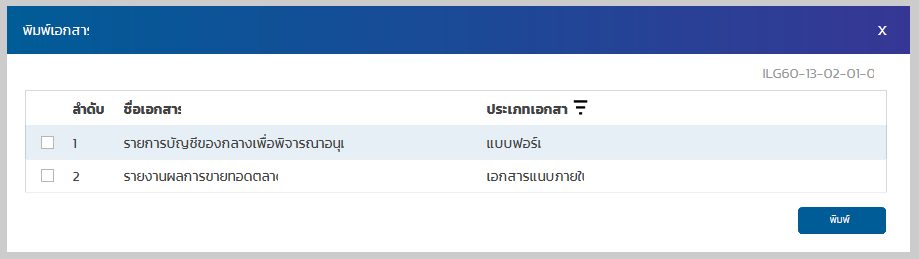 พิมพ์เอกสาร X
ILG60-13-02-01-0
ลำดับ ชื่อเอกสาร ประเภทเอกสา
1 รายการบัญชีของกลางเพื่อพิจารณาอนุเ แบบฟอร์เ
2 รายงานผลการขายทอดตลาด เอกสารแนบภายใ
พิมพ์